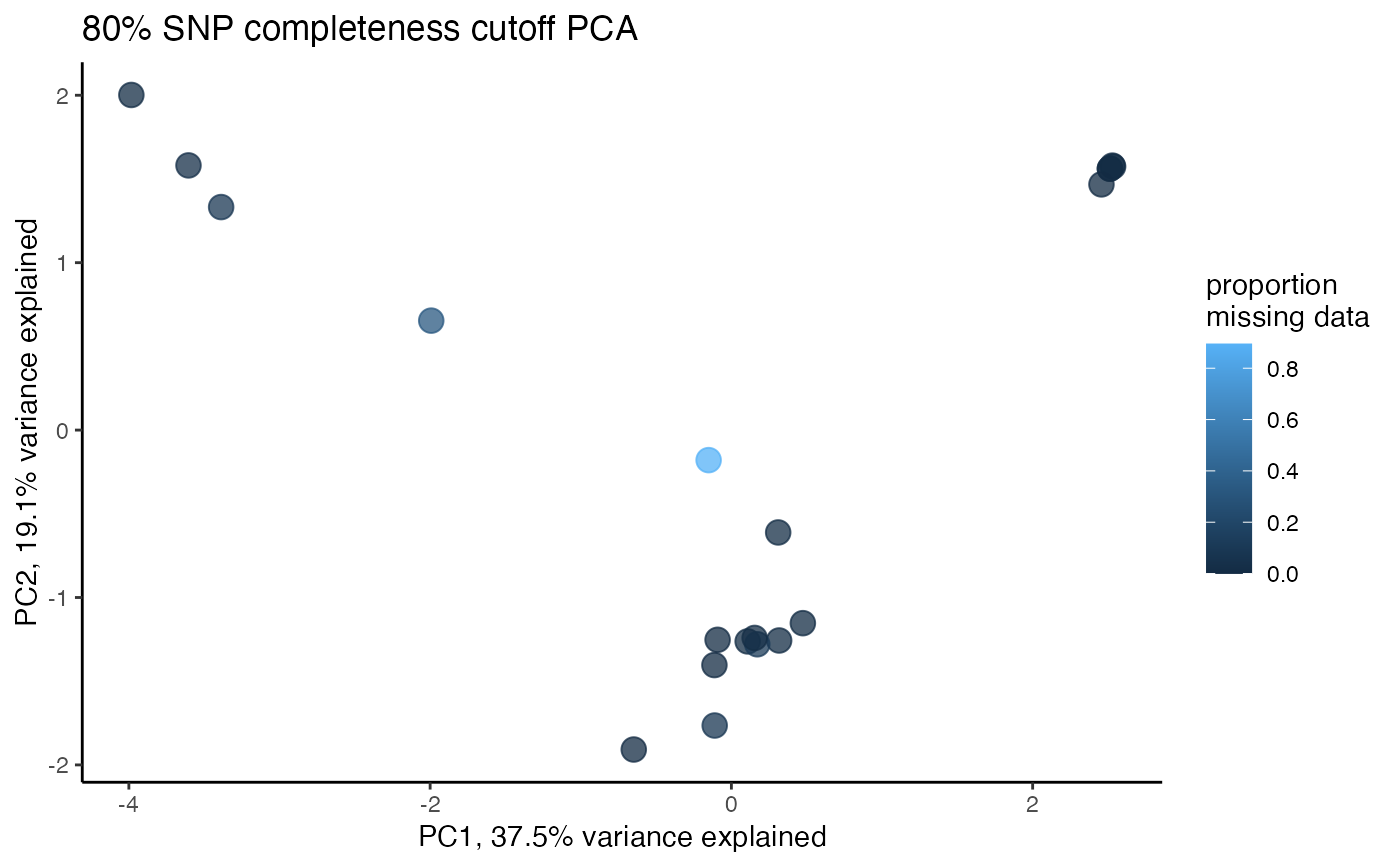 80% SNP completeness cutoff PCA
PC2, 19.1% variance explained
2
1
0
-1
-2
-4
-2
0
2
PC1, 37.5% variance explained
proportion
missing data
0.8
0.6
0.4
0.2
0.0